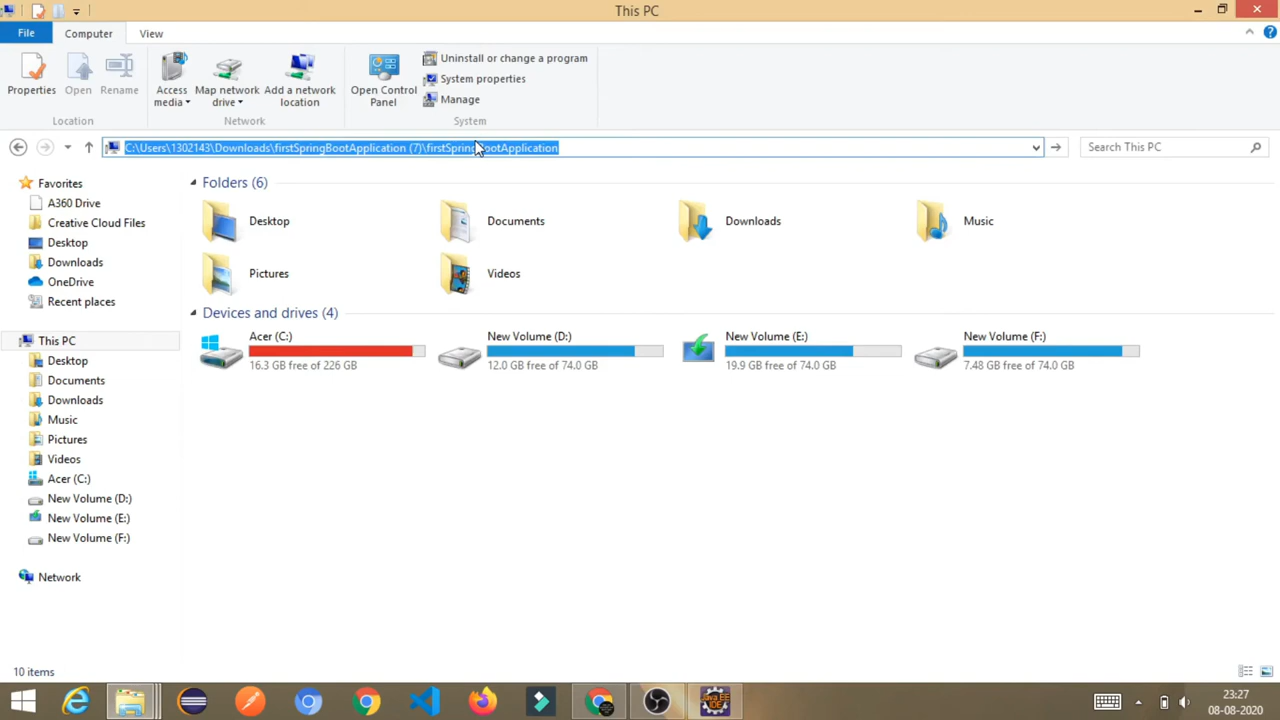 This PC
File
Computer
View
Properties
Open
Rename
Location
Access media
Map network drive
Add a network location
Network
Open Control Panel
Uninstall or change a program
System properties
Manage
System
C:\Users\1302143\Downloads\firstSpringBootApplication (7)\firstSpringBootApplication
Search This PC
Favorites
A360 Drive
Creative Cloud Files
Desktop
Downloads
OneDrive
Recent places
This PC
Desktop
Documents
Downloads
Music
Pictures
Videos
Acer (C:)
New Volume (D:)
New Volume (E:)
New Volume (F:)
Network
Folders (6)
Desktop
Documents
Downloads
Music
Pictures
Videos
Devices and drives (4)
Acer (C:)
16.3 GB free of 226 GB
New Volume (D:)
12.0 GB free of 74.0 GB
New Volume (E:)
19.9 GB free of 74.0 GB
New Volume (F:)
7.48 GB free of 74.0 GB
10 items
Java EE
IDE
23:27
08-08-2020